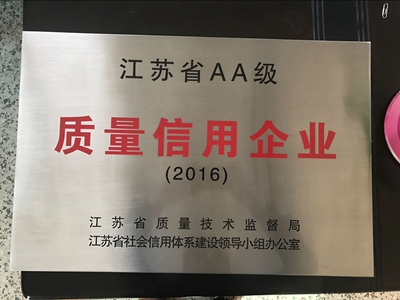 江苏省AA级
质量信用企业
(2016)
江苏省质量技术监督局
江苏省社会信用体系建设领导小组办公室